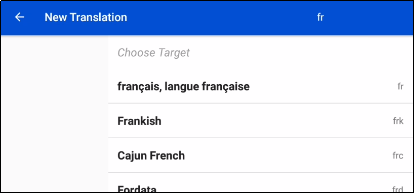 New Translation fr
Choose Target
français, langue française fr
Frankish frk
Cajun French frc
Fordata frd